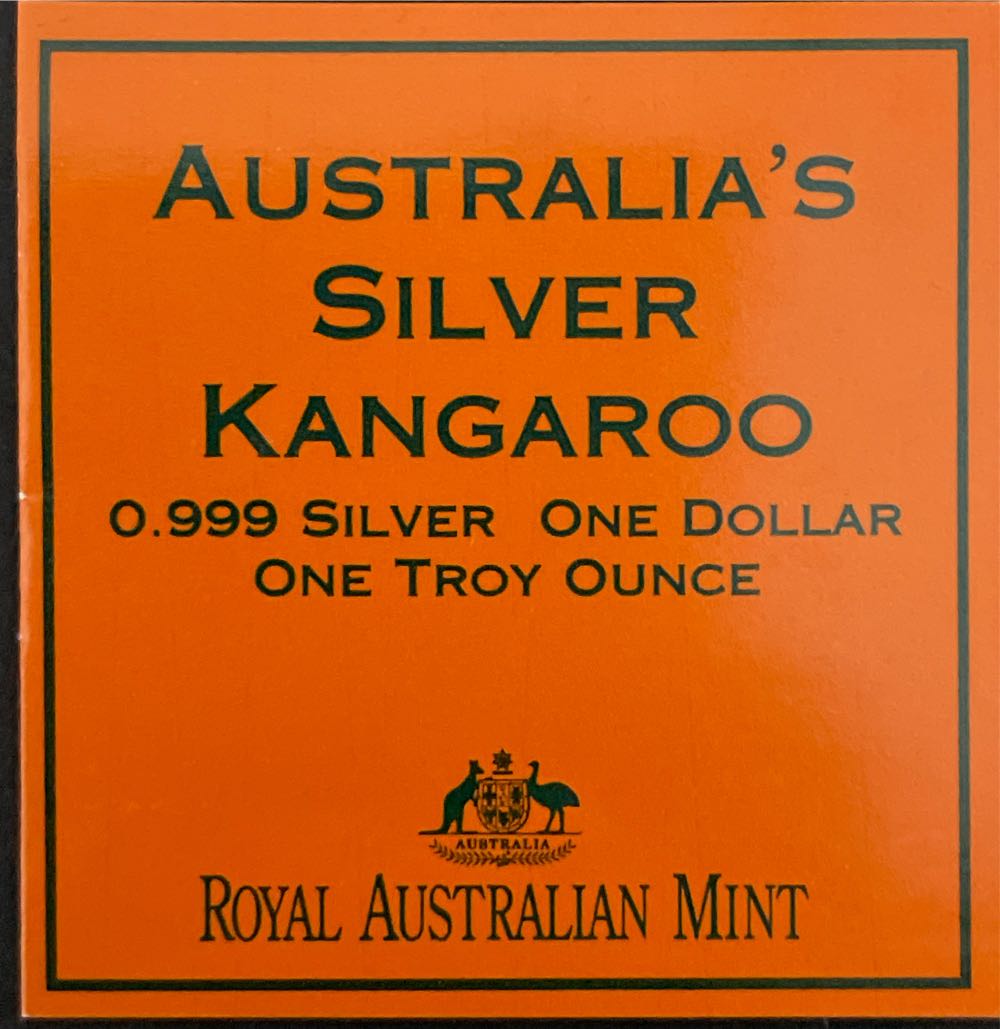 AUSTRALIA'S
SILVER
KANGAROO
0.999 SILVER ONE DOLLAR
ONE TROY OUNCE
AUSTRALIA
ROYAL AUSTRALIAN MINT